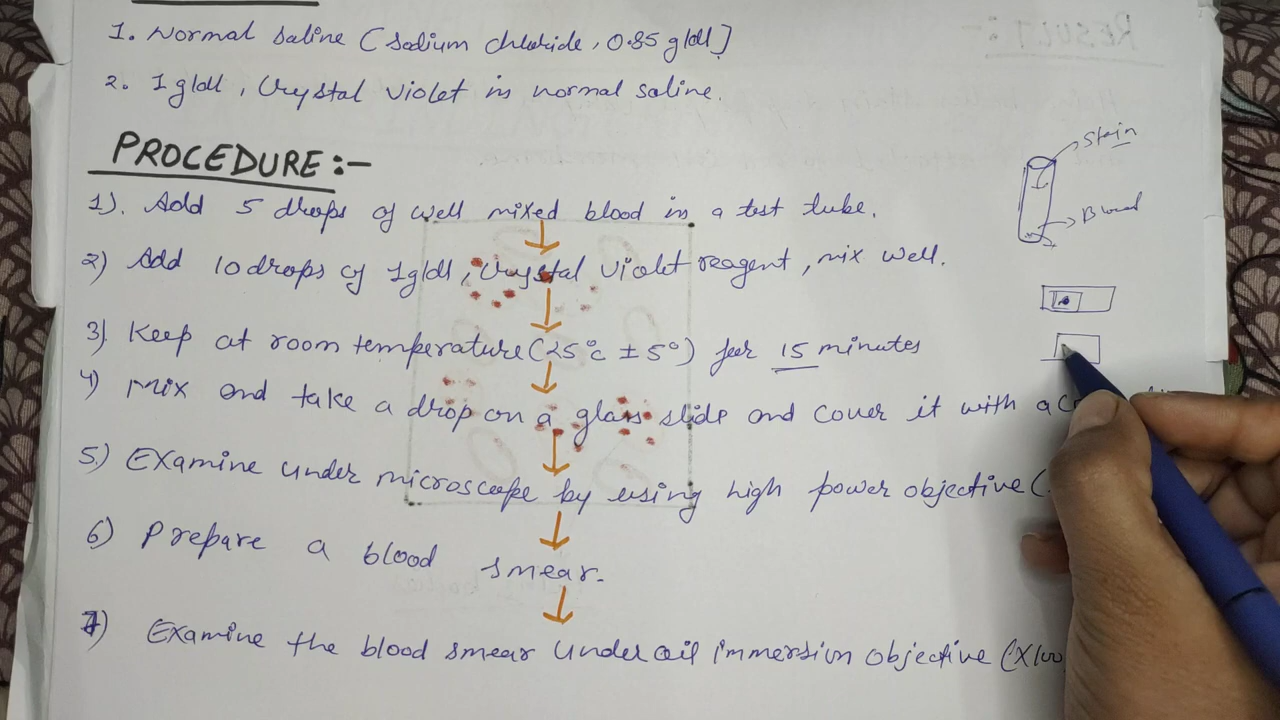 1. Normal saline (Sodium chloride, 0.85 g/dl]
2. 1g/dl, Crystal Violet in normal saline.
PROCEDURE:-
1). Add 5 drops of well mixed blood in a test tube.
2) Add 10 drops of 1g/dl, Crystal Violet reagent, mix well.
3) Keep at room temperature (25°c ± 5°) for 15 minutes
4) Mix and take a drop on a glass slide and cover it with a
5.) Examine under microscope by using high power objective (
6) Prepare a blood smear.
7) Examine the blood smear under oil immersion objective (X100
Stain
Blood
RESULT:-